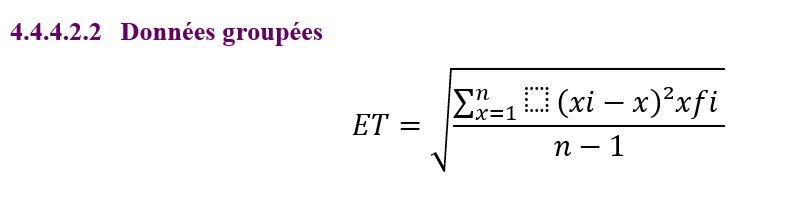 4.4.4.2.2 Données groupées
ET = √(∑ⁿₓ₌₁ ⬚ (xi − x)²xfi / n − 1)